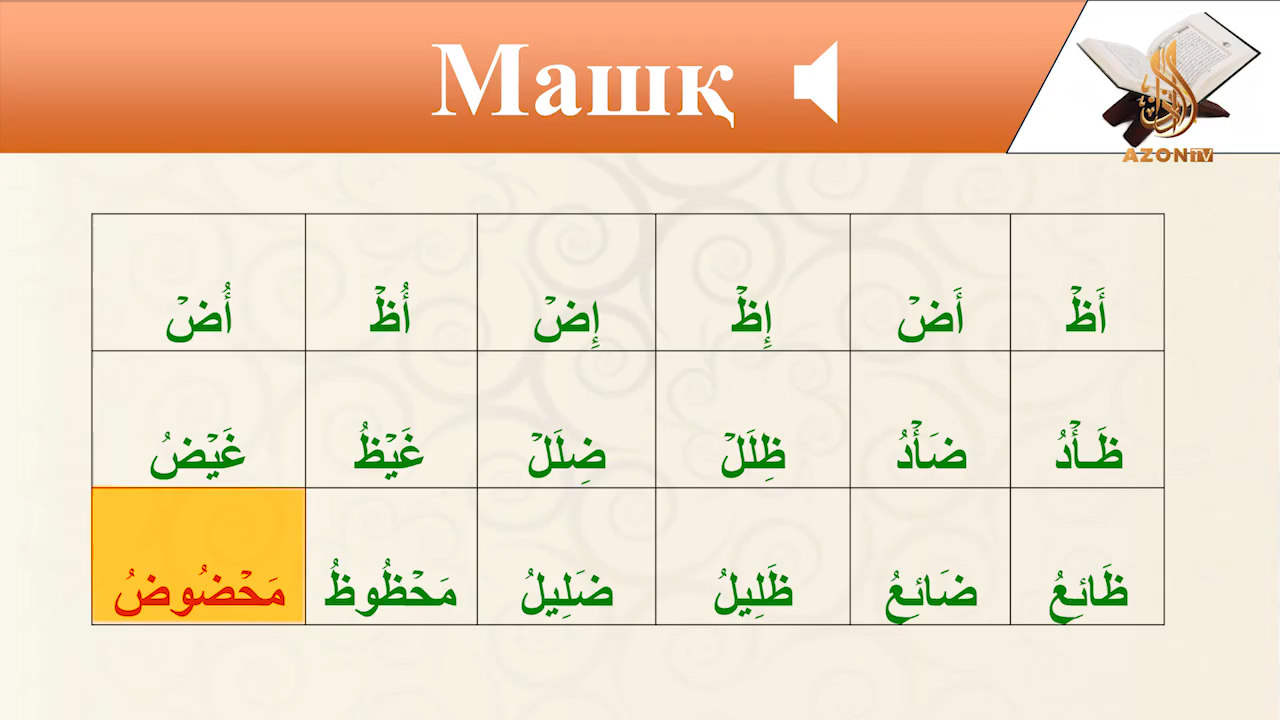 Машқ
AZON TV
أَظْ أَضْ إِظْ إِضْ أُظْ أُضْ
ظَـأْدُ ضَأْدُ ظِلَلْ ضِلَلْ غَيْظُ غَيْضُ
ظَائِعُ ضَائِعُ ظَلِيلُ ضَلِيلُ مَحْظُوظُ مَحْضُوضُ